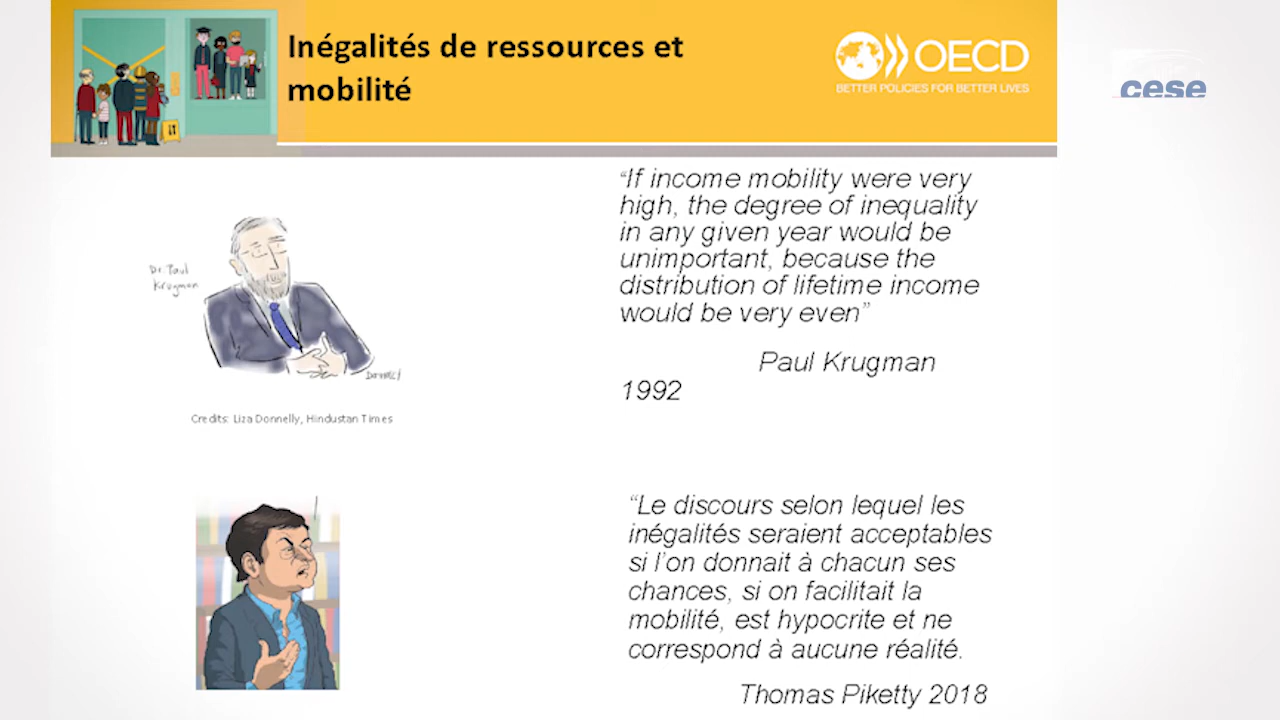 Inégalités de ressources et
mobilité
OECD
BETTER POLICIES FOR BETTER LIVES
cese
“If income mobility were very
high, the degree of inequality
in any given year would be
unimportant, because the
distribution of lifetime income
would be very even”
Paul Krugman
1992
Dr. Paul
Krugman
Donnelly
Credits: Liza Donnelly, Hindustan Times
“Le discours selon lequel les
inégalités seraient acceptables
si l’on donnait à chacun ses
chances, si on facilitait la
mobilité, est hypocrite et ne
correspond à aucune réalité.
Thomas Piketty 2018